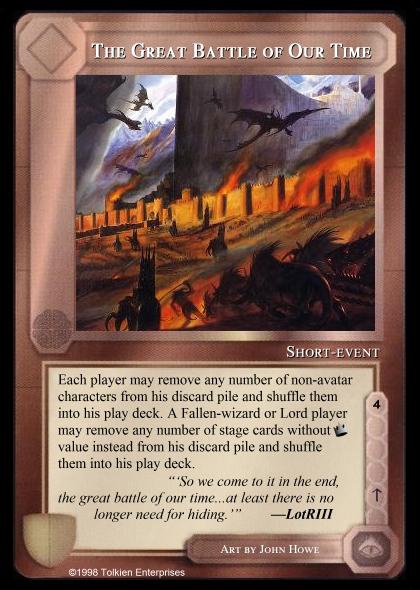 The Great Battle of Our Time
Short-event
Each player may remove any number of non-avatar
characters from his discard pile and shuffle them
into his play deck. A Fallen-wizard or Lord player
may remove any number of stage cards without
value instead from his discard pile and shuffle
them into his play deck.
4
“‘So we come to it in the end,
the great battle of our time...at least there is no
longer need for hiding.’” —LotRIII
Art by John Howe
©1998 Tolkien Enterprises